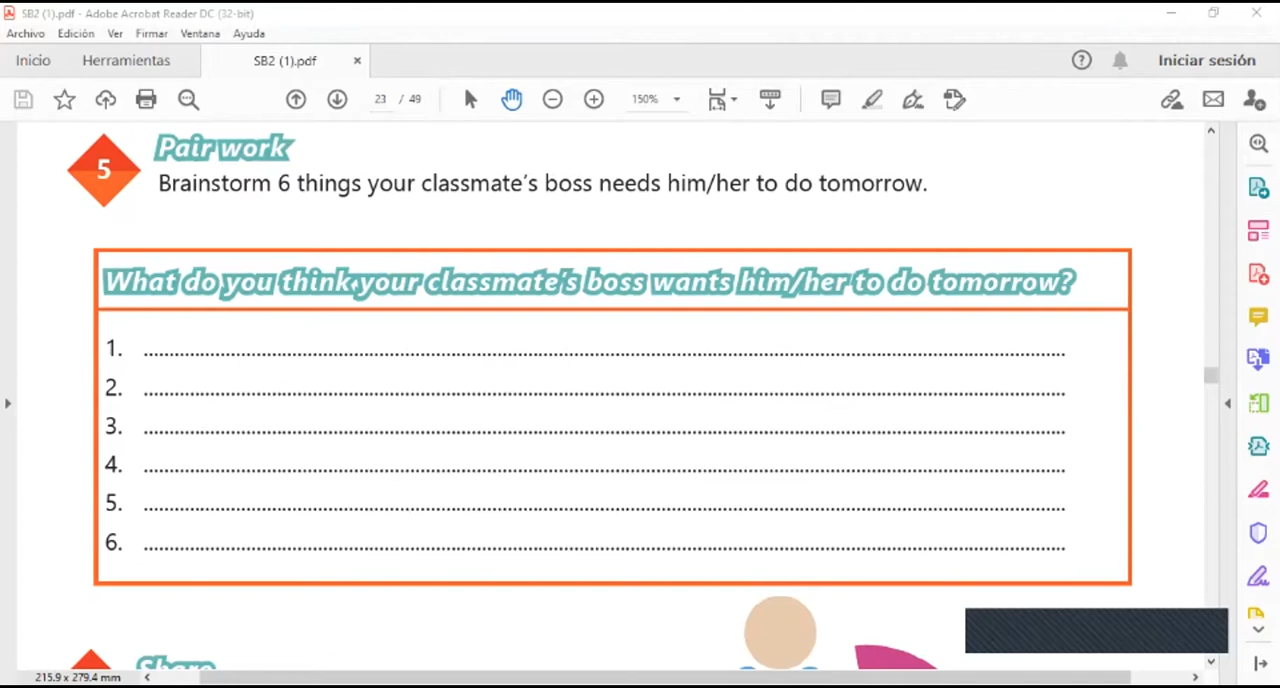 SB2 (1).pdf - Adobe Acrobat Reader DC (32-bit)
Archivo Edición Ver Firmar Ventana Ayuda
Inicio Herramientas SB2 (1).pdf × Iniciar sesión
23 / 49 150%
5 Pair work
Brainstorm 6 things your classmate's boss needs him/her to do tomorrow.
What do you think your classmate's boss wants him/her to do tomorrow?
1. ........................................
2. ........................................
3. ........................................
4. ........................................
5. ........................................
6. ........................................
Share
215.9 x 279.4 mm